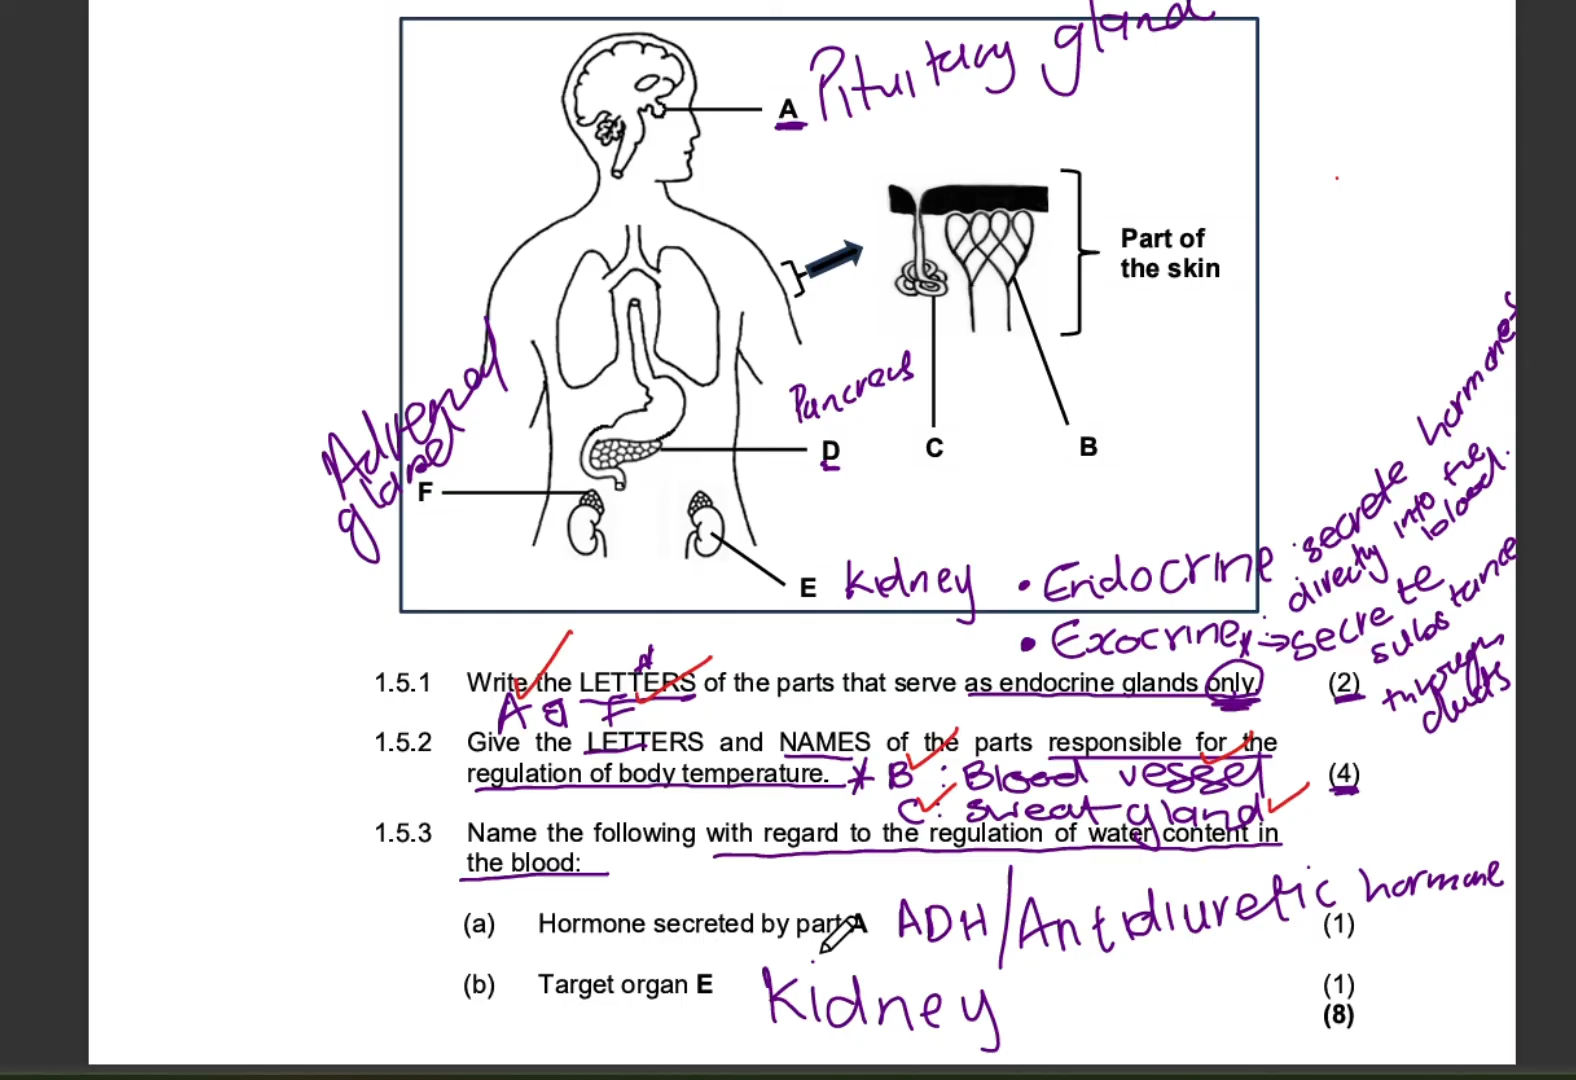 Pituitary gland
A
Part of
the skin
Pancreas
D
C
B
Adrenal
gland
F
E kidney
• Endocrine : secrete hormones
directly into the
blood.
• Exocrine → secrete
substance
through
ducts
1.5.1 Write the LETTERS of the parts that serve as endocrine glands only. (2)
A F
1.5.2 Give the LETTERS and NAMES of the parts responsible for the
regulation of body temperature. * B : Blood vessel (4)
C : sweat gland
1.5.3 Name the following with regard to the regulation of water content in
the blood:
(a) Hormone secreted by part A ADH/Antidiuretic hormone (1)
(b) Target organ E Kidney (1)
(8)